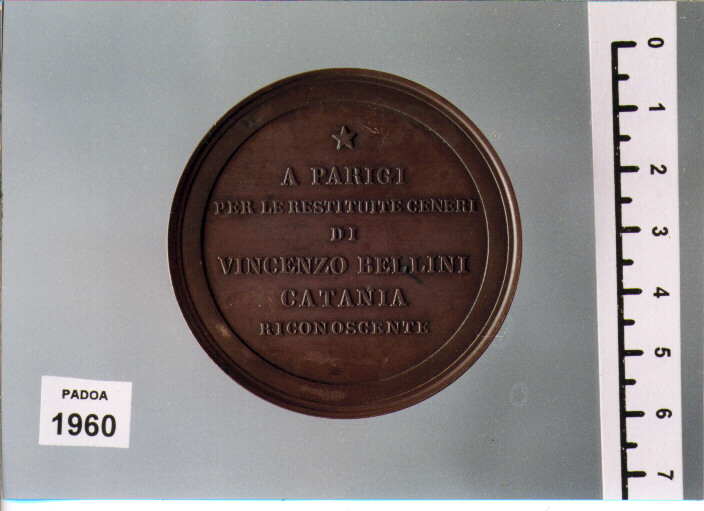 A PARIGI
PER LE RESTITUITE CENERI
DI
VINCENZO BELLINI
CATANIA
RICONOSCENTE
PADOA
1960
0
1
2
3
4
5
6
7